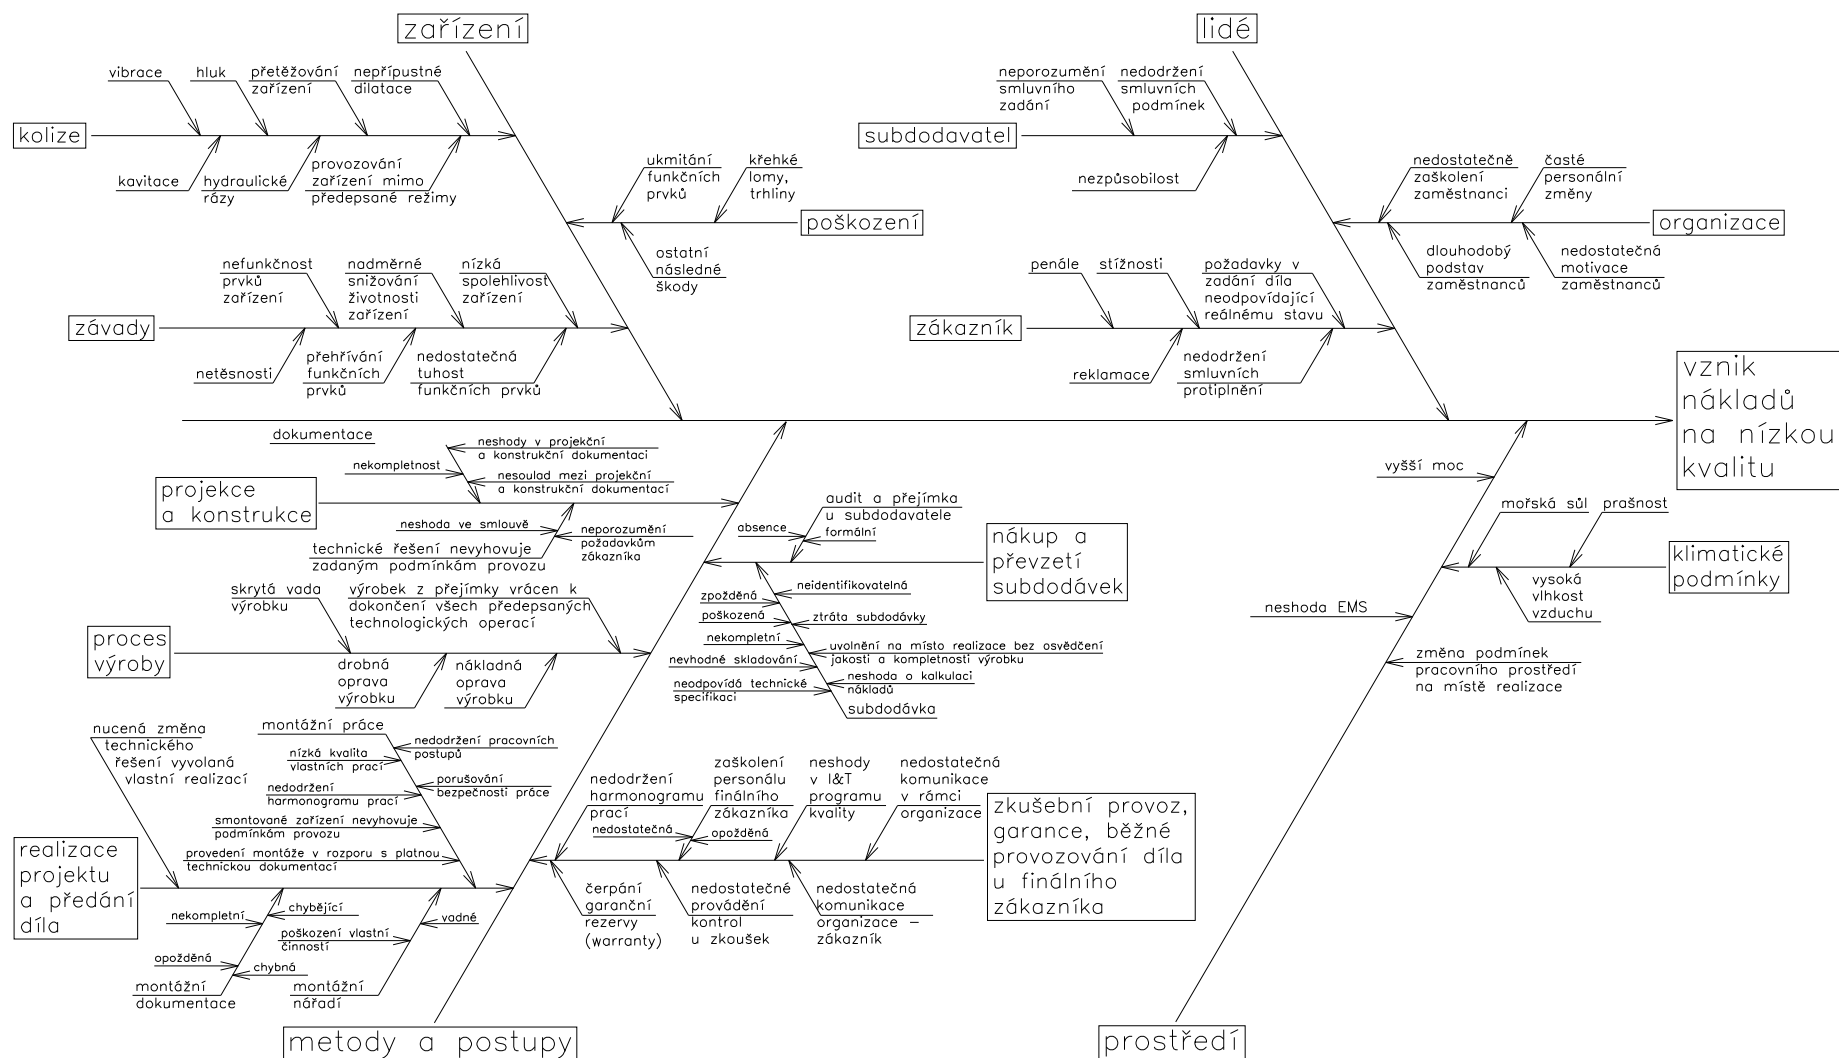 zařízení
lidé
vibrace
hluk
přetěžování
zařízení
nepřípustné
dilatace
kolize
kavitace
hydraulické
rázy
provozování
zařízení mimo
předepsané režimy
ukmitání
funkčních
prvků
křehké
lomy,
trhliny
poškození
ostatní
následné
škody
nefunkčnost
prvků
zařízení
nadměrné
snižování
životnosti
zařízení
nízká
spolehlivost
zařízení
závady
netěsnosti
přehřívání
funkčních
prvků
nedostatečná
tuhost
funkčních prvků
neporozumění
smluvního
zadání
nedodržení
smluvních
podmínek
subdodavatel
nezpůsobilost
nedostatečně
zaškolení
zaměstnanci
časté
personální
změny
organizace
dlouhodobý
podstav
zaměstnanců
nedostatečná
motivace
zaměstnanců
penále
stížnosti
požadavky v
zadání díla
neodpovídající
reálnému stavu
zákazník
reklamace
nedodržení
smluvních
protiplnění
vznik
nákladů
na nízkou
kvalitu
dokumentace
neshody v projekční
a konstrukční dokumentaci
nekompletnost
nesoulad mezi projekční
a konstrukční dokumentací
projekce
a konstrukce
neshoda ve smlouvě
neporozumění
požadavkům
zákazníka
technické řešení nevyhovuje
zadaným podmínkám provozu
audit a přejímka
u subdodavatele
absence
formální
nákup a
převzetí
subdodávek
neidentifikovatelná
zpožděná
poškozená
ztráta subdodávky
nekompletní
uvolnění na místo realizace bez osvědčení
jakosti a kompletnosti výrobku
nevhodné skladování
neshoda o kalkulaci
nákladů
neodpovídá technické
specifikaci
subdodávka
skrytá vada
výrobku
výrobek z přejímky vrácen k
dokončení všech předepsaných
technologických operací
proces
výroby
drobná
oprava
výrobku
nákladná
oprava
výrobku
nucená změna
technického
řešení vyvolaná
vlastní realizací
montážní práce
nedodržení pracovních
postupů
nízká kvalita
vlastních prací
porušování
bezpečnosti práce
nedodržení
harmonogramu prací
smontované zařízení nevyhovuje
podmínkám provozu
provedení montáže v rozporu s platnou
technickou dokumentací
realizace
projektu
a předání
díla
nekompletní
chybějící
opožděná
chybná
montážní
dokumentace
poškození vlastní
činností
vadné
montážní
nářadí
nedodržení
harmonogramu
prací
zaškolení
personálu
finálního
zákazníka
nedostatečná
opožděná
neshody
v I&T
programu
kvality
nedostatečná
komunikace
v rámci
organizace
zkušební provoz,
garance, běžné
provozování díla
u finálního
zákazníka
čerpání
garanční
rezervy
(warranty)
nedostatečné
provádění
kontrol
u zkoušek
nedostatečná
komunikace
organizace –
zákazník
vyšší moc
mořská sůl
prašnost
klimatické
podmínky
vysoká
vlhkost
vzduchu
neshoda EMS
změna podmínek
pracovního prostředí
na místě realizace
metody a postupy
prostředí